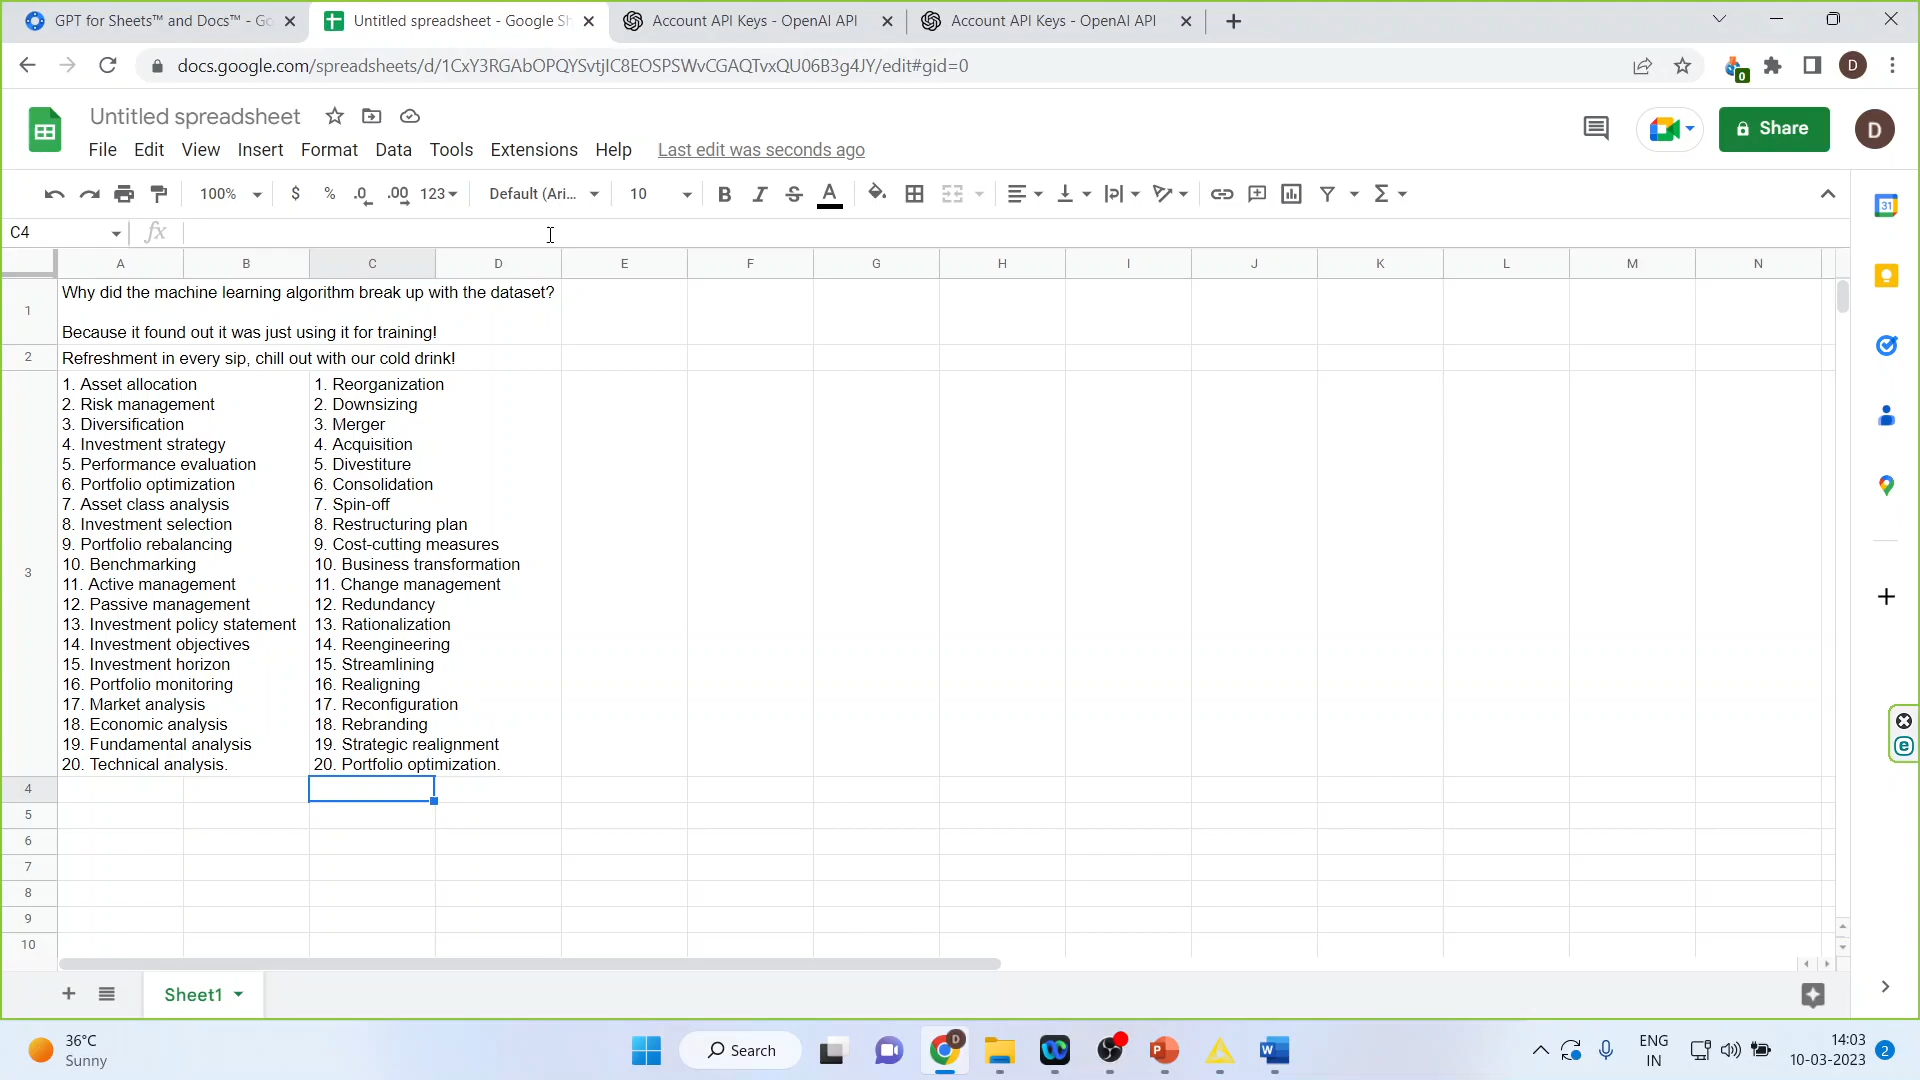 GPT for Sheets™ and Docs™ - Go
Untitled spreadsheet - Google Sh
Account API Keys - OpenAI API
Account API Keys - OpenAI API
docs.google.com/spreadsheets/d/1CxY3RGAbOPQYSvtjIC8EOSPSWvCGAQTvxQU06B3g4JY/edit#gid=0
0
D
Untitled spreadsheet
File Edit View Insert Format Data Tools Extensions Help Last edit was seconds ago
Share
D
100% $ % .0 .00 123 Default (Ari... 10 B I S A Σ
31
C4 fx
A B C D E F G H I J K L M N
1
Why did the machine learning algorithm break up with the dataset?
Because it found out it was just using it for training!
2 Refreshment in every sip, chill out with our cold drink!
3
1. Asset allocation
2. Risk management
3. Diversification
4. Investment strategy
5. Performance evaluation
6. Portfolio optimization
7. Asset class analysis
8. Investment selection
9. Portfolio rebalancing
10. Benchmarking
11. Active management
12. Passive management
13. Investment policy statement
14. Investment objectives
15. Investment horizon
16. Portfolio monitoring
17. Market analysis
18. Economic analysis
19. Fundamental analysis
20. Technical analysis.
1. Reorganization
2. Downsizing
3. Merger
4. Acquisition
5. Divestiture
6. Consolidation
7. Spin-off
8. Restructuring plan
9. Cost-cutting measures
10. Business transformation
11. Change management
12. Redundancy
13. Rationalization
14. Reengineering
15. Streamlining
16. Realigning
17. Reconfiguration
18. Rebranding
19. Strategic realignment
20. Portfolio optimization.
4
5
6
7
8
9
10
Sheet1
36°C
Sunny
Search
D
P
W
ENG
IN
14:03
10-03-2023
2